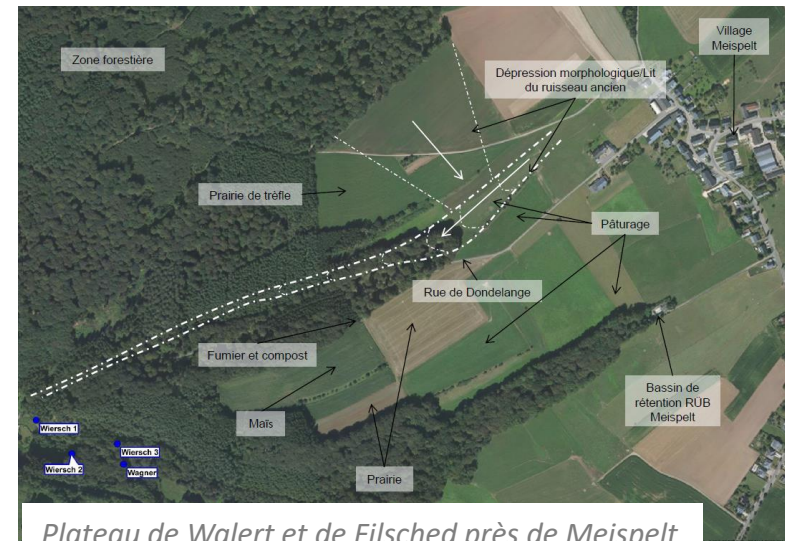 Zone forestière
Village
Meispelt
Dépression morphologique/Lit
du ruisseau ancien
Prairie de trèfle
Pâturage
Rue de Dondelange
Fumier et compost
Maïs
Bassin de
rétention RÜB
Meispelt
Prairie
Wiersch 1
Wiersch 2
Wiersch 3
Wagner
Plateau de Walert et de Filsched près de Meispelt